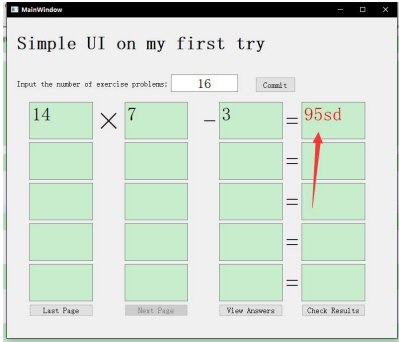 MainWindow
Simple UI on my first try
Input the number of exercise problems: 16 Commit
14 × 7 − 3 = 95sd
=
=
=
=
Last Page Next Page View Answers Check Results